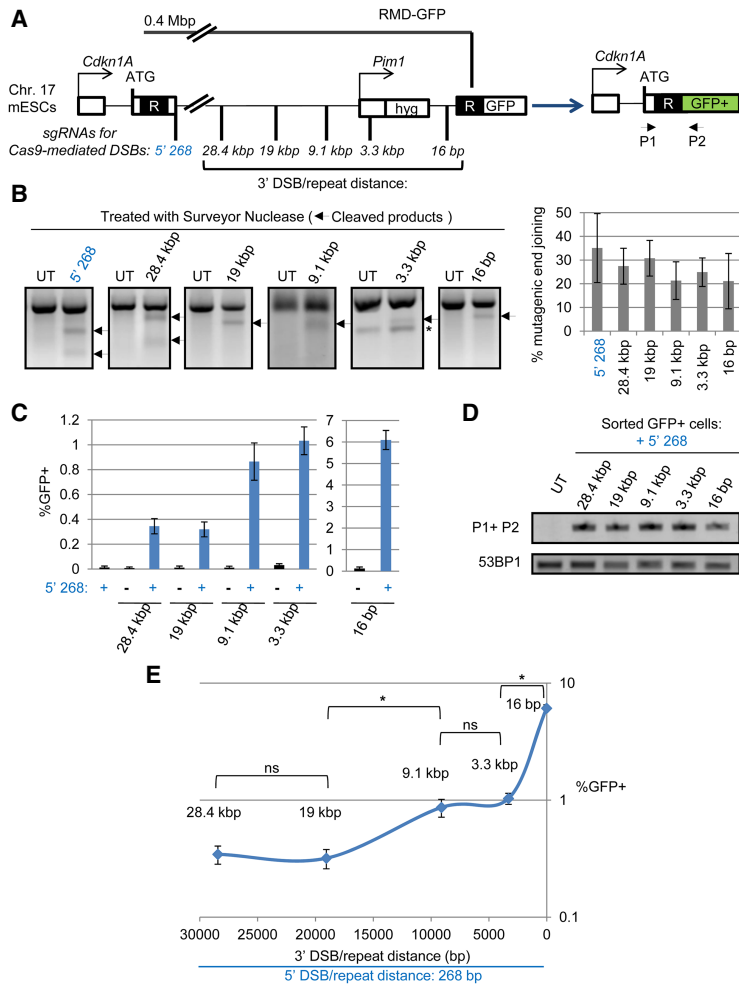 A
0.4 Mbp
RMD-GFP
Cdkn1A
ATG
Pim1
Cdkn1A
ATG
Chr. 17
mESCs
R
hyg
R
GFP
R
GFP+
sgRNAs for
Cas9-mediated DSBs: 5' 268
28.4 kbp
19 kbp
9.1 kbp
3.3 kbp
16 bp
P1
P2
3' DSB/repeat distance:
B
Treated with Surveyor Nuclease ( Cleaved products )
UT
5' 268
UT
28.4 kbp
UT
19 kbp
UT
9.1 kbp
UT
3.3 kbp
UT
16 bp
*
% mutagenic end joining
50
40
30
20
10
0
5' 268
28.4 kbp
19 kbp
9.1 kbp
3.3 kbp
16 bp
C
%GFP+
1.2
1
0.8
0.6
0.4
0.2
0
7
6
5
4
3
2
1
0
5' 268: + - + - + - + - + - +
28.4 kbp
19 kbp
9.1 kbp
3.3 kbp
16 bp
D
Sorted GFP+ cells:
+ 5' 268
UT
28.4 kbp
19 kbp
9.1 kbp
3.3 kbp
16 bp
P1+ P2
53BP1
E
10
*
16 bp
*
ns
3.3 kbp
9.1 kbp
ns
%GFP+
1
28.4 kbp
19 kbp
0.1
30000
25000
20000
15000
10000
5000
0
3' DSB/repeat distance (bp)
5' DSB/repeat distance: 268 bp